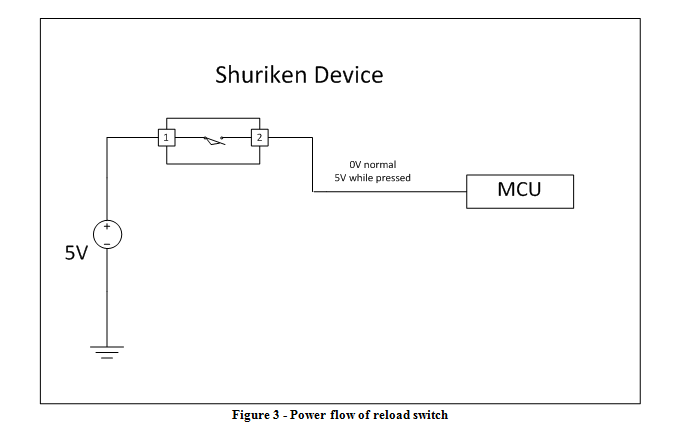 Shuriken Device
1
2
0V normal
5V while pressed
MCU
+
5V
−
Figure 3 - Power flow of reload switch